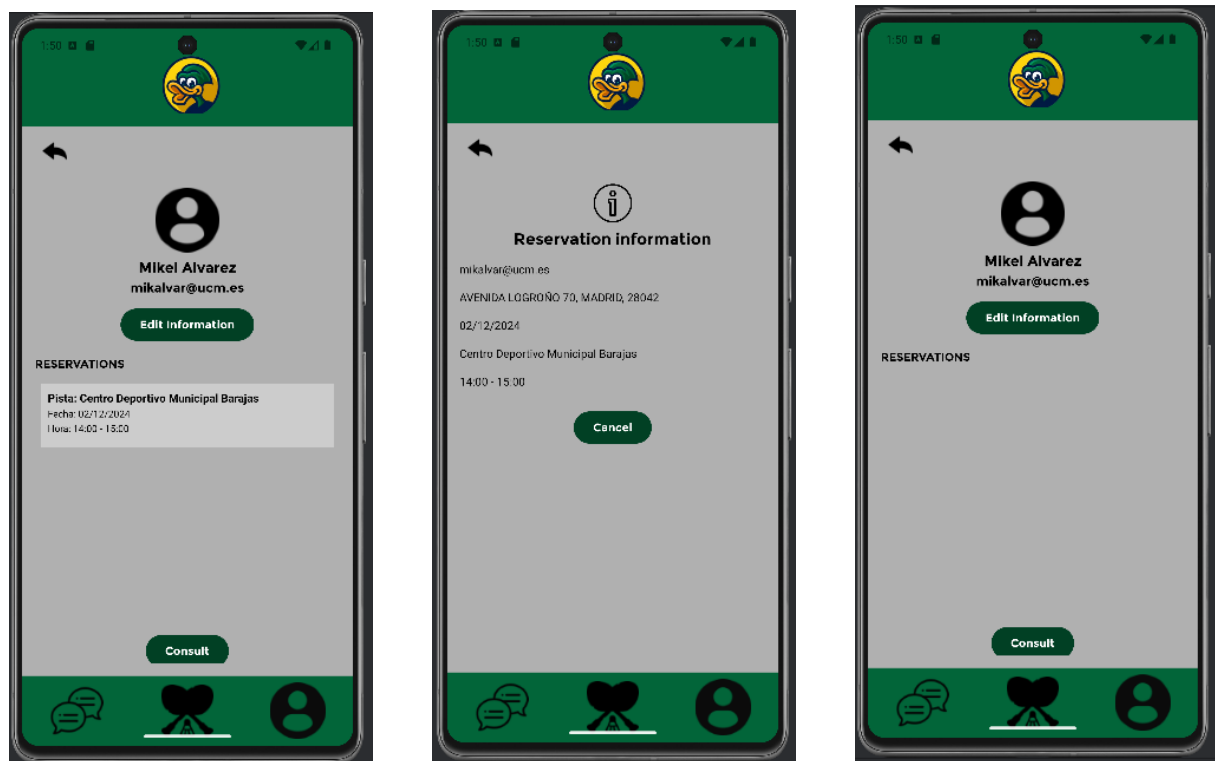 1:50
Mikel Alvarez
mikalvar@ucm.es
Edit Information
RESERVATIONS
Pista: Centro Deportivo Municipal Barajas
Fecha: 02/12/2024
Hora: 14:00 - 15:00
Consult
1:50
Reservation information
mikalvar@ucm.es
AVENIDA LOGROÑO 70, MADRID, 28042
02/12/2024
Centro Deportivo Municipal Barajas
14:00 - 15:00
Cancel
1:50
Mikel Alvarez
mikalvar@ucm.es
Edit Information
RESERVATIONS
Consult